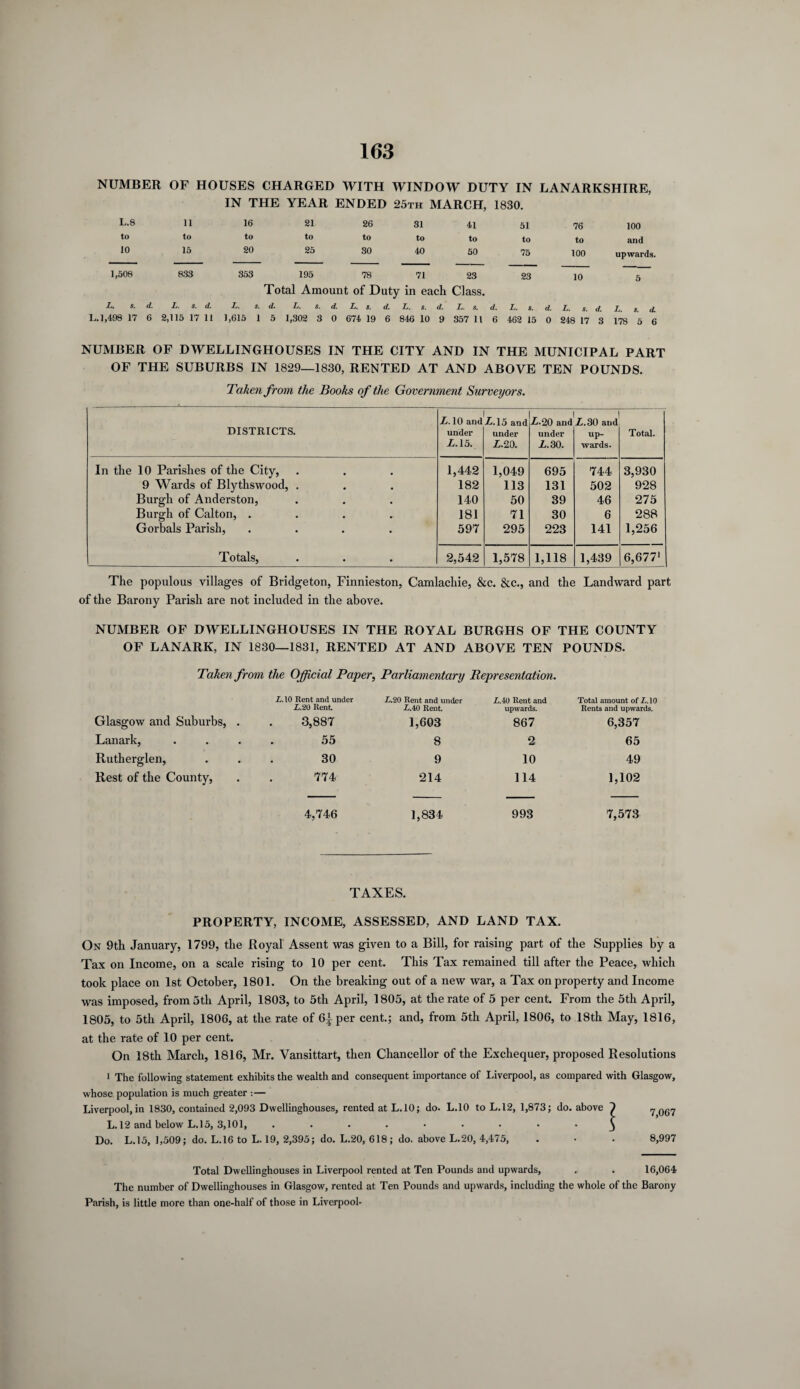 163
NUMBER OF HOUSES CHARGED WITH WINDOW DUTY IN LANARKSHIRE,
IN THE YEAR ENDED 25TH MARCH, 1830.
L.8 11 16 21 26 31 41 51 76 100
to to to to to to to to to and
10 15 20 25 30 40 50 75 100 upwards.
1,508 833 353 195 78 71 23 23 10 5
Total Amount of Duty in each Class.
L. s. d. L. s. d. L. s. d. L. s. d. L. s. d. L. s. d. L. s. d. L. s. d. L. s. d. L. s. d.
L.1,498 17 6 2,115 17 11 1,615 1 5 1,302 3 0 674 19 6 846 10 9 357 11 6 462 15 0 248 17 3 178 5 6
NUMBER OF DWELLINGHOUSES IN THE CITY AND IN THE MUNICIPAL PART
OF THE SUBURBS IN 1829—1830, RENTED AT AND ABOVE TEN POUNDS.
Taken from the Books of the Government Surveyors.
DISTRICTS. L.10 and under L.15. L.15 and under L.20. L.20 and under L.30. L.30 and up-wards. Total.
In the 10 Parishes of the City, . . . 1,442 1,049 695 744 3,930
9 Wards of Blythswood, . . . 182 113 131 502 928
Burgh of Anderston, . . . 140 50 39 46 275
Burgh of Calton, . . . . 181 71 30 6 288
Gorbals Parish, . . . . 597 295 223 141 1,256
Totals, . . . 2,542 1,578 1,118 1,439 6,677¹
The populous villages of Bridgeton, Finnieston, Camlachie, &c. &c., and the Landward part
of the Barony Parish are not included in the above.
NUMBER OF DWELLINGHOUSES IN THE ROYAL BURGHS OF THE COUNTY
OF LANARK, IN 1830—1831, RENTED AT AND ABOVE TEN POUNDS.
Taken from the Official Paper, Parliamentary Representation.
L.10 Rent and under L.20 Rent and under L.40 Rent and Total amount of L.10
L.20 Rent. L.40 Rent. upwards. Rents and upwards.
Glasgow and Suburbs, . . 3,887 1,603 867 6,357
Lanark, . . . . 55 8 2 65
Rutherglen, . . . 30 9 10 49
Rest of the County, . . 774 214 114 1,102
4,746 1,834 993 7,573
TAXES.
PROPERTY, INCOME, ASSESSED, AND LAND TAX.
On 9th January, 1799, the Royal Assent was given to a Bill, for raising part of the Supplies by a
Tax on Income, on a scale rising to 10 per cent. This Tax remained till after the Peace, which
took place on 1st October, 1801. On the breaking out of a new war, a Tax on property and Income
was imposed, from 5th April, 1803, to 5th April, 1805, at the rate of 5 per cent. From the 5th April,
1805, to 5th April, 1806, at the rate of 6¼ per cent.; and, from 5th April, 1806, to 18th May, 1816,
at the rate of 10 per cent.
On 18th March, 1816, Mr. Vansittart, then Chancellor of the Exchequer, proposed Resolutions
¹ The following statement exhibits the wealth and consequent importance of Liverpool, as compared with Glasgow,
whose population is much greater :—
Liverpool, in 1830, contained 2,093 Dwellinghouses, rented at L.10; do. L.10 to L.12, 1,873; do. above } 7,067
L.12 and below L.15, 3,101, . . . . . . . . .
Do. L.15, 1,509; do. L.16 to L.19, 2,395; do. L.20, 618; do. above L.20, 4,475, . . . 8,997
Total Dwellinghouses in Liverpool rented at Ten Pounds and upwards, . . 16,064
The number of Dwellinghouses in Glasgow, rented at Ten Pounds and upwards, including the whole of the Barony
Parish, is little more than one-half of those in Liverpool.